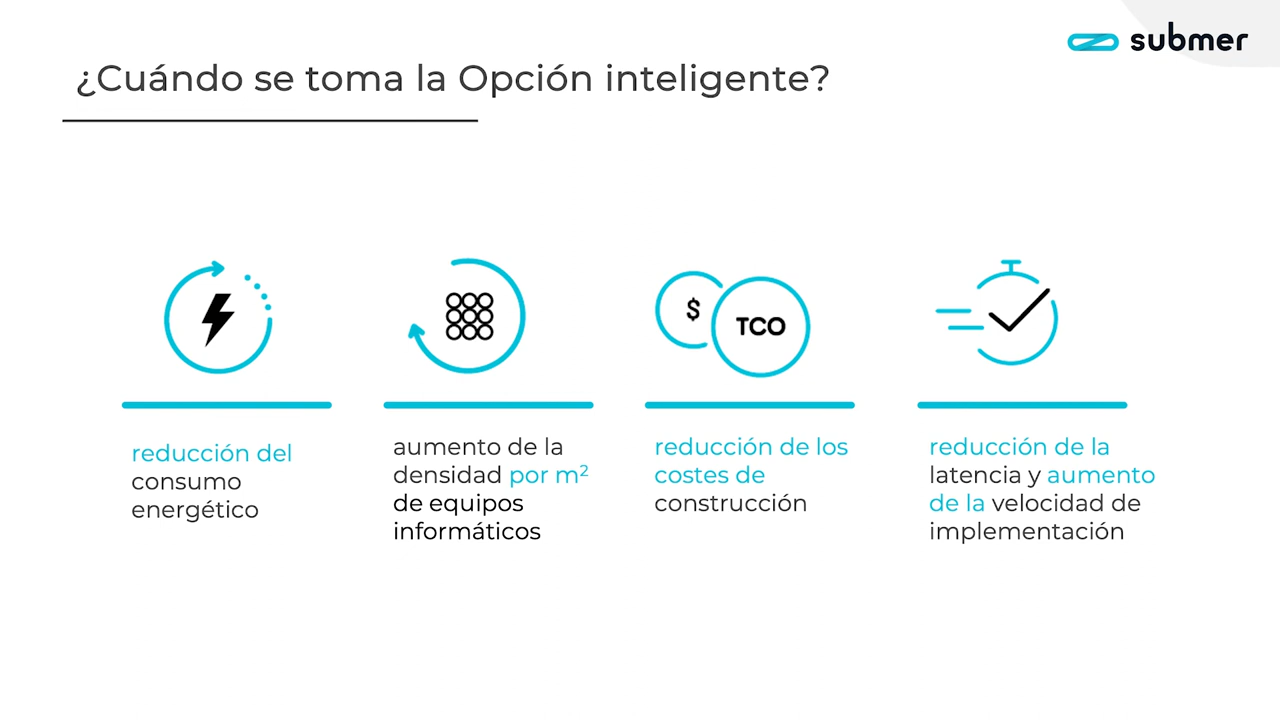 submer
¿Cuándo se toma la Opción inteligente?
$
TCO
reducción del
consumo
energético
aumento de la
densidad por m²
de equipos
informáticos
reducción de los
costes de
construcción
reducción de la
latencia y aumento
de la velocidad de
implementación